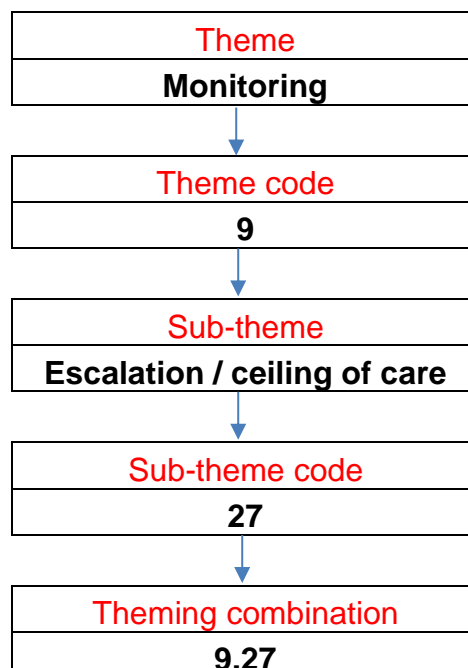 Theme
Monitoring
Theme code
9
Sub-theme
Escalation / ceiling of care
Sub-theme code
27
Theming combination
9.27